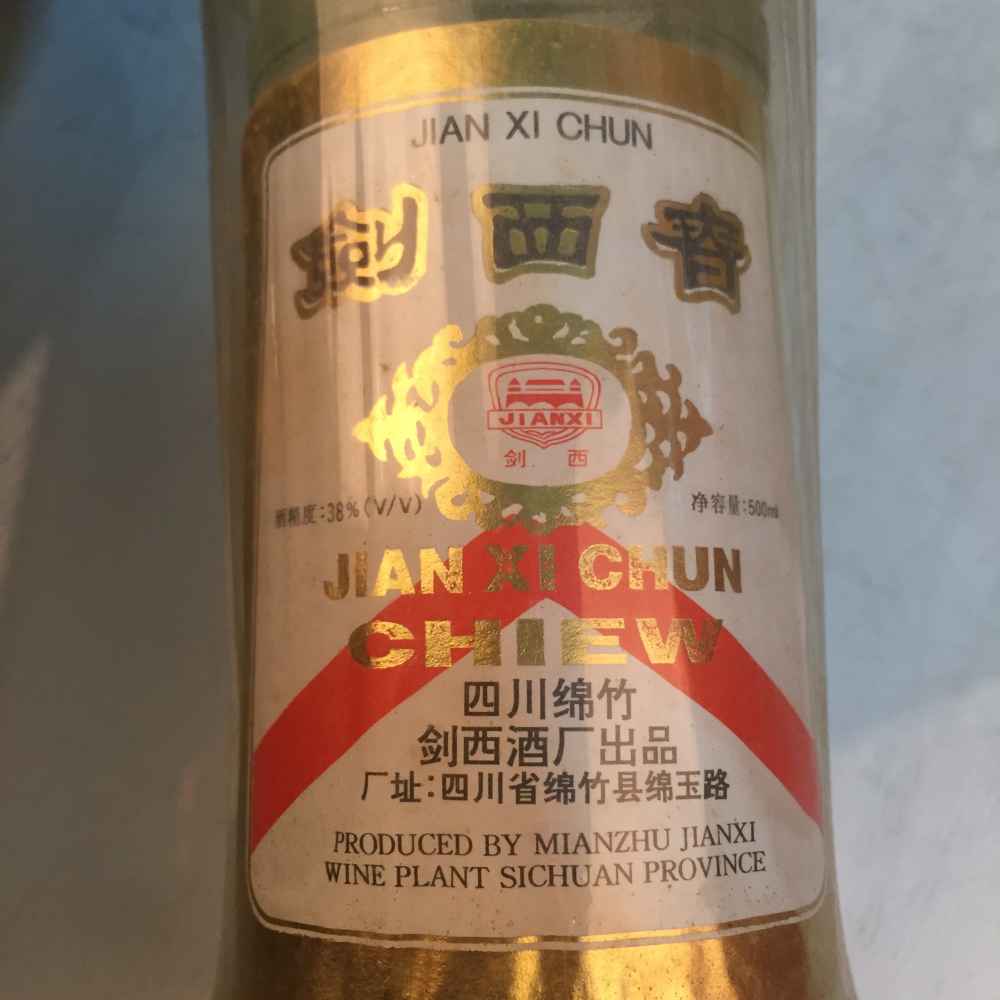 JIAN XI CHUN
劍西春
JIANXI
剑 西
酒精度:38%(V/V)
净容量:500ml
JIAN XI CHUN
CHIEW
四川绵竹
剑西酒厂出品
厂址:四川省绵竹县绵玉路
PRODUCED BY MIANZHU JIANXI
WINE PLANT SICHUAN PROVINCE